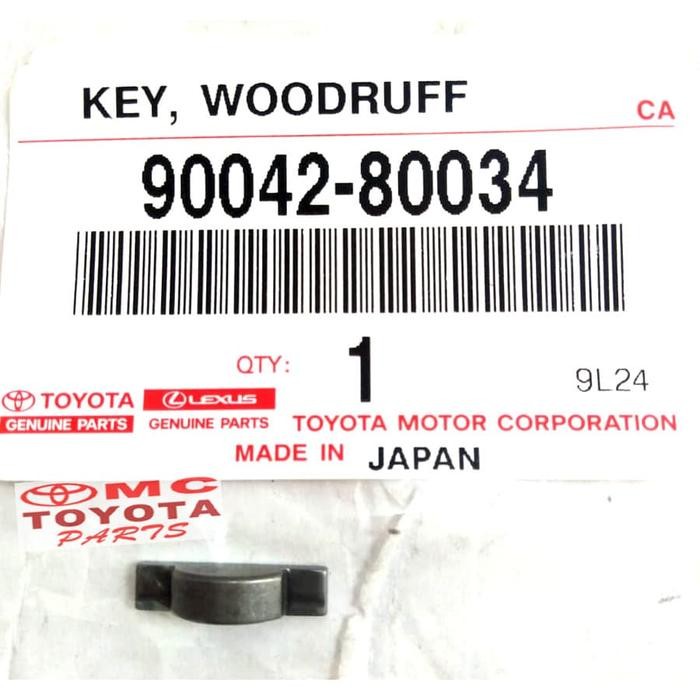 KEY, WOODRUFF
CA
90042-80034
QTY: 1
9L24
TOYOTA LEXUS
GENUINE PARTS GENUINE PARTS TOYOTA MOTOR CORPORATION
MADE IN JAPAN
MC
TOYOTA
PARTS